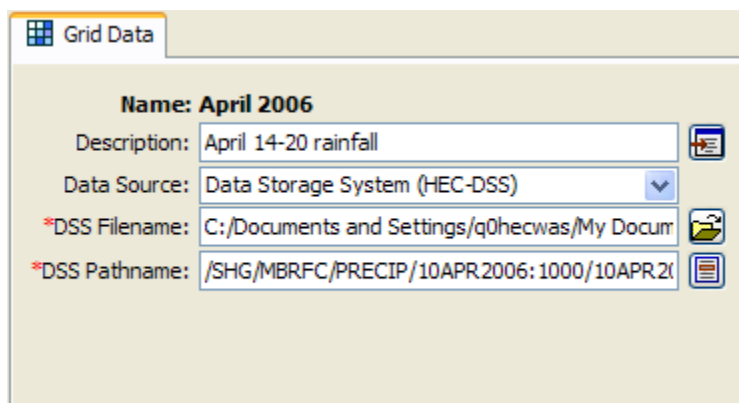 Grid Data
Name: April 2006
Description: April 14-20 rainfall
Data Source: Data Storage System (HEC-DSS)
*DSS Filename: C:/Documents and Settings/q0hecwas/My Docum
*DSS Pathname: /SHG/MBRFC/PRECIP/10APR2006:1000/10APR20